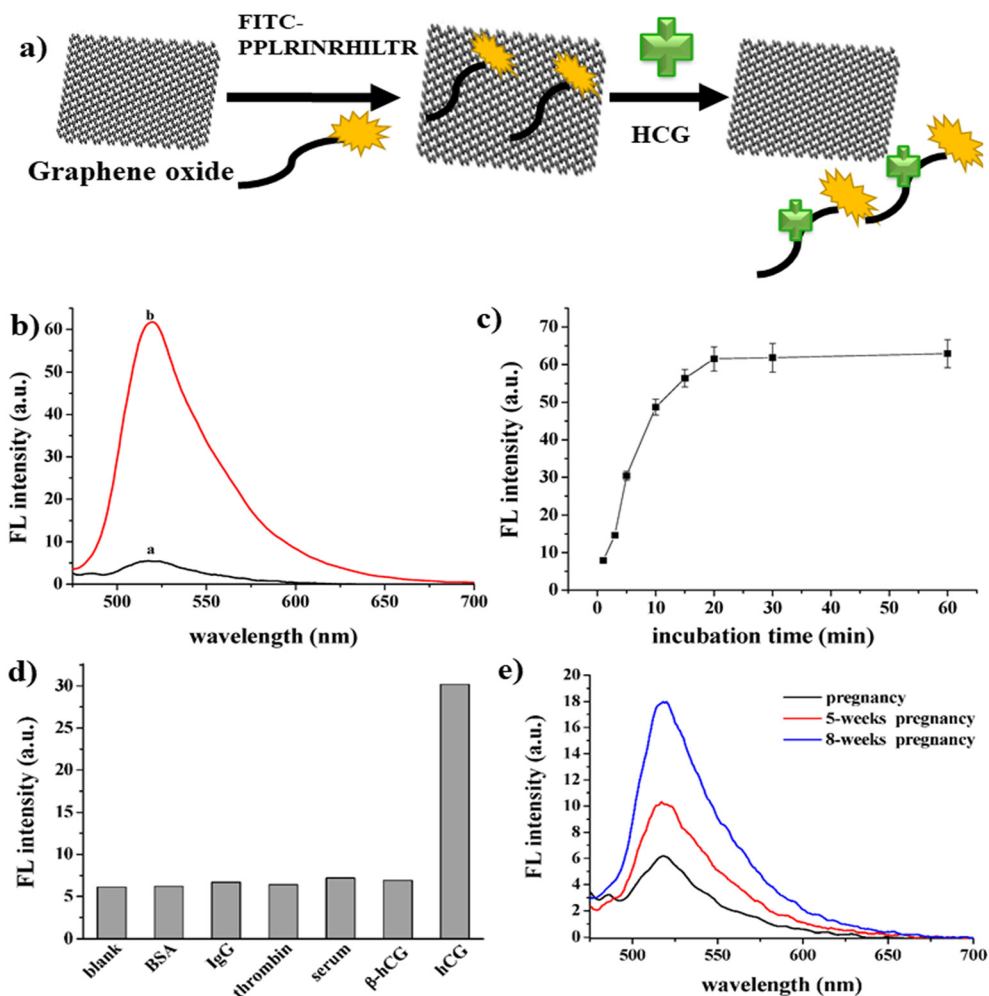 a)
FITC-
PPLRINRHILTR
Graphene oxide
HCG
b)
b
a
FL intensity (a.u.)
60
50
40
30
20
10
0
500
550
600
650
700
wavelength (nm)
c)
FL intensity (a.u.)
70
60
50
40
30
20
10
0
0
10
20
30
40
50
60
incubation time (min)
d)
FL intensity (a.u.)
30
25
20
15
10
5
0
blank
BSA
IgG
thrombin
serum
β-hCG
hCG
e)
FL intensity (a.u.)
18
16
14
12
10
8
6
4
2
0
pregnancy
5-weeks pregnancy
8-weeks pregnancy
500
550
600
650
700
wavelength (nm)